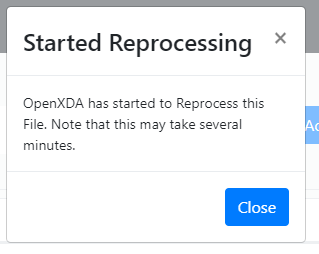 Started Reprocessing ×
OpenXDA has started to Reprocess this
File. Note that this may take several
minutes.
Close